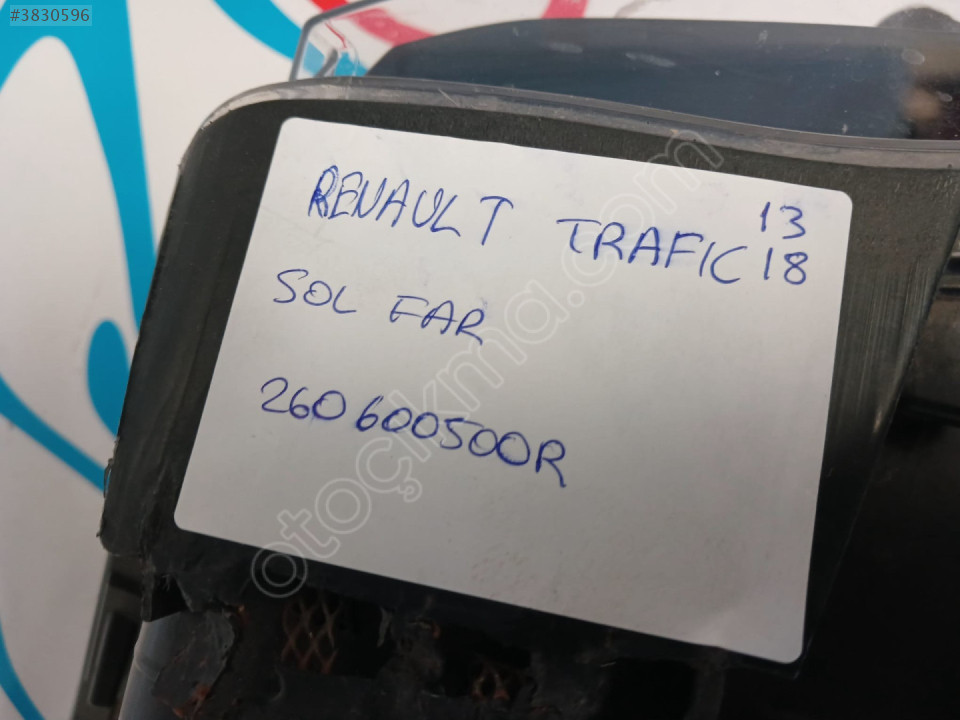 #3830596
RENAULT TRAFIC 13
18
SOL FAR
260600500R
otoçıkma.com